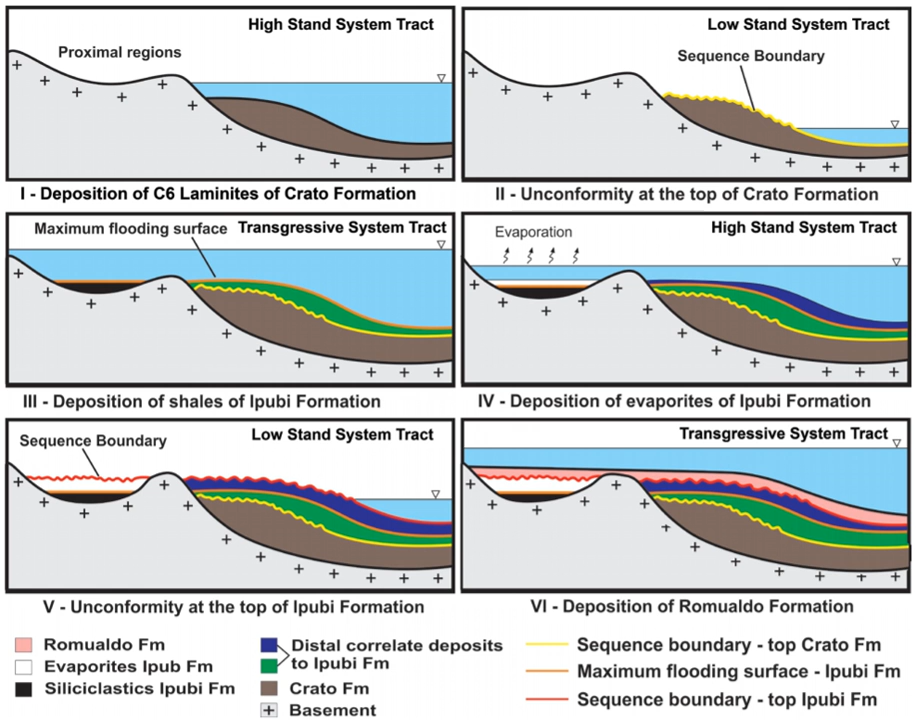 High Stand System Tract
Proximal regions
I - Deposition of C6 Laminites of Crato Formation
Low Stand System Tract
Sequence Boundary
II - Unconformity at the top of Crato Formation
Maximum flooding surface
Transgressive System Tract
III - Deposition of shales of Ipubi Formation
Evaporation
High Stand System Tract
IV - Deposition of evaporites of Ipubi Formation
Low Stand System Tract
Sequence Boundary
V - Unconformity at the top of Ipubi Formation
Transgressive System Tract
VI - Deposition of Romualdo Formation
Romualdo Fm
Evaporites Ipub Fm
Siliciclastics Ipubi Fm
Distal correlate deposits
to Ipubi Fm
Crato Fm
Basement
Sequence boundary - top Crato Fm
Maximum flooding surface - Ipubi Fm
Sequence boundary - top Ipubi Fm